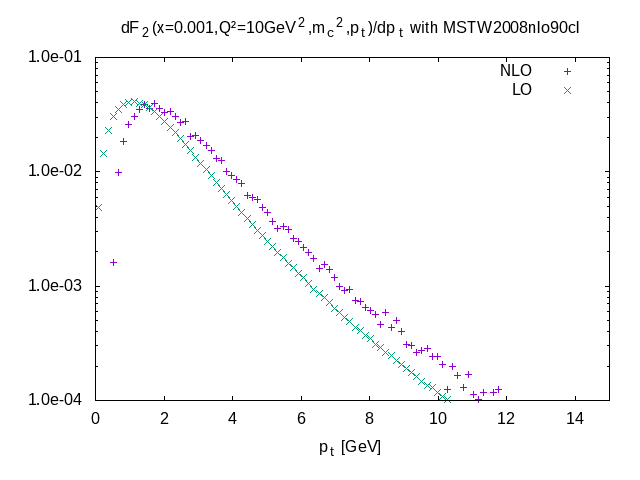 dF2(x=0.001,Q²=10GeV2,mc2,pt)/dpt with MSTW2008nlo90cl
1.0e-01
NLO
LO
1.0e-02
1.0e-03
1.0e-04
0 2 4 6 8 10 12 14
pt [GeV]